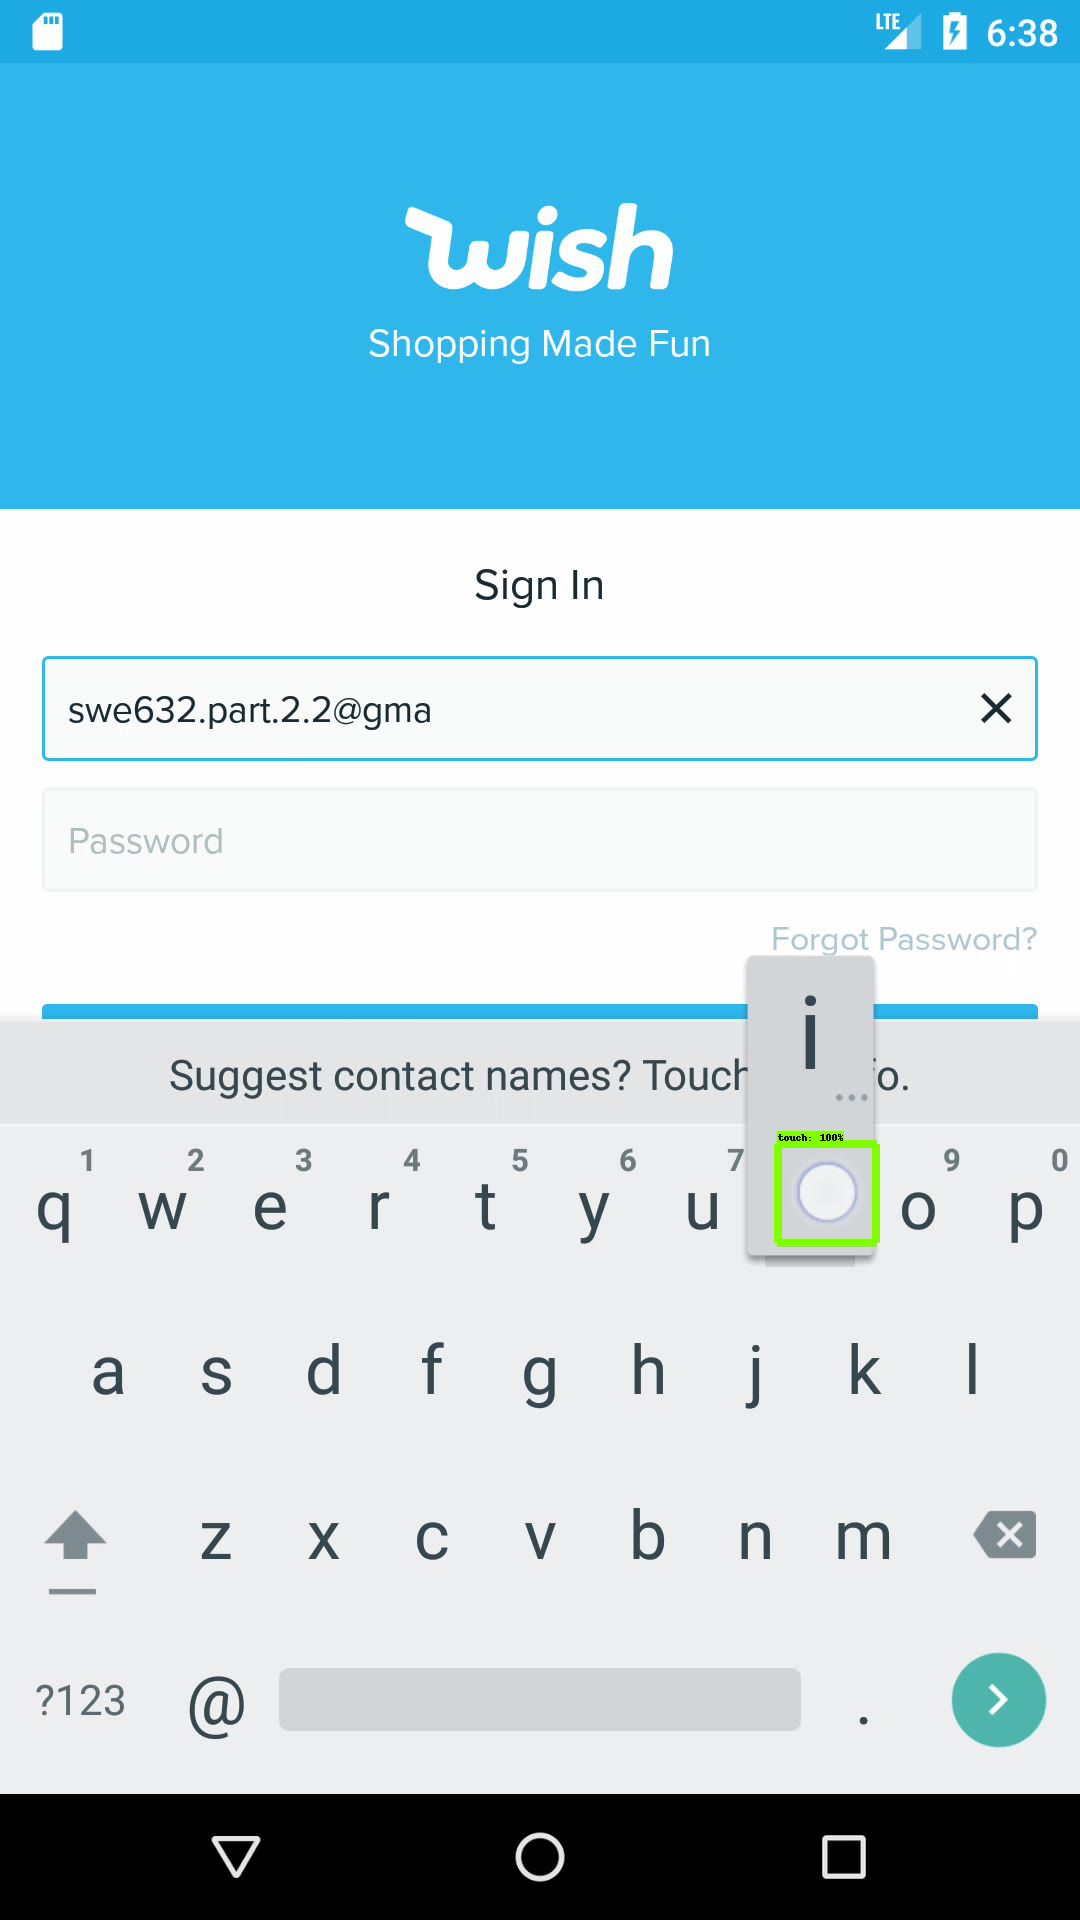 LTE 6:38
wish
Shopping Made Fun
Sign In
swe632.part.2.2@gma
Password
Forgot Password?
i
Suggest contact names? Touch fo.
touch: 100%
1 2 3 4 5 6 7 9 0
q w e r t y u o p
a s d f g h j k l
z x c v b n m
?123 @ .